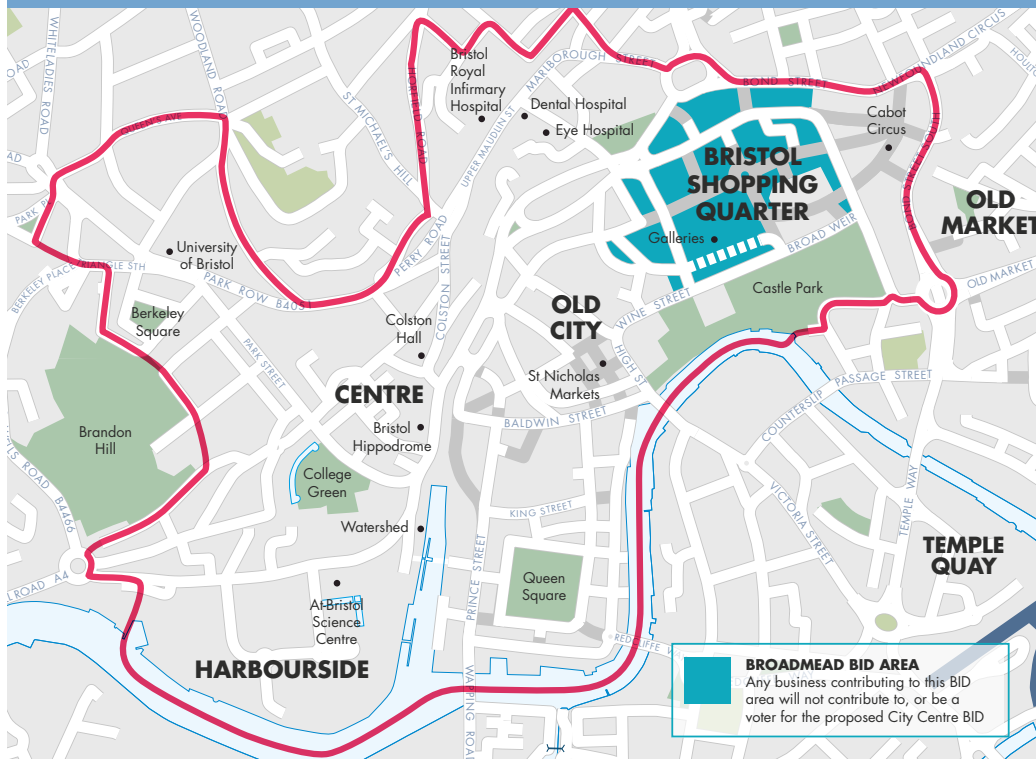 WHITELADIES ROAD
WOODLAND ROAD
ROAD
ST MICHAEL'S HILL
HORFIELD ROAD
Bristol
Royal
Infirmary
Hospital
MARLBOROUGH STREET
UPPER MAUDLIN ST
Dental Hospital
Eye Hospital
BOND STREET
NEWFOUNDLAND CIRCUS
Cabot
Circus
BOND STREET SOUTH
QUEEN'S AVE
BRISTOL
SHOPPING
QUARTER
Galleries
BROAD WEIR
OLD
MARKET
OLD MARKET
University
of Bristol
BERKELEY PLACE
TRIANGLE STH
PARK ROW B4051
PERRY ROAD
COLSTON STREET
Berkeley
Square
PARK STREET
Colston
Hall
OLD
CITY
WINE STREET
Castle Park
HIGH ST
St Nicholas
Markets
CENTRE
BALDWIN STREET
Bristol
Hippodrome
PASSAGE STREET
COUNTERSLIP
Brandon
Hill
College
Green
ROAD B4466
VICTORIA STREET
TEMPLE WAY
Watershed
KING STREET
PRINCE STREET
Queen
Square
TEMPLE
QUAY
ROAD A4
At-Bristol
Science
Centre
HARBOURSIDE
REDCLIFFE
WAPPING ROAD
BROADMEAD BID AREA
Any business contributing to this BID
area will not contribute to, or be a
voter for the proposed City Centre BID